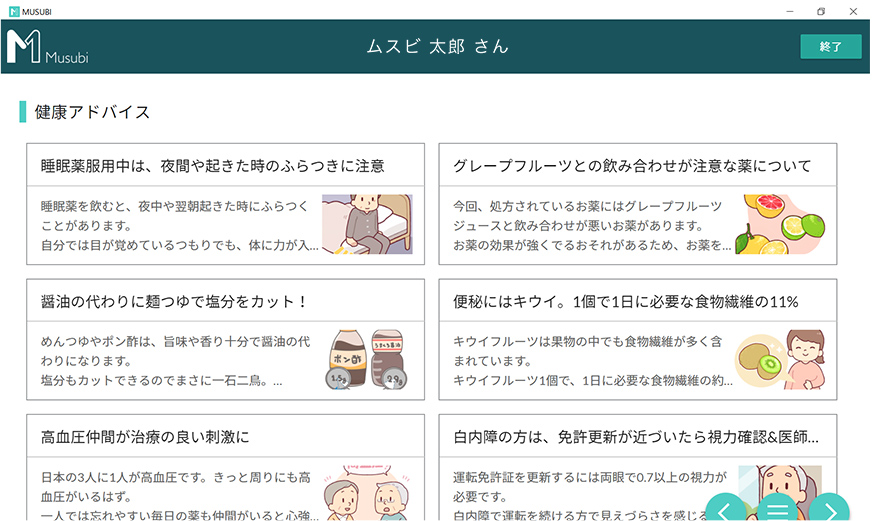 MUSUBI
Musubi
ムスビ 太郎 さん
終了
健康アドバイス
睡眠薬服用中は、夜間や起きた時のふらつきに注意
睡眠薬を飲むと、夜中や翌朝起きた時にふらつく
ことがあります。
自分では目が覚めているつもりでも、体に力が入...
グレープフルーツとの飲み合わせが注意な薬について
今回、処方されているお薬にはグレープフルーツ
ジュースと飲み合わせが悪いお薬があります。
お薬の効果が強くでるおそれがあるため、お薬を...
醤油の代わりに麺つゆで塩分をカット！
めんつゆやポン酢は、旨味や香り十分で醤油の代
わりになります。
塩分もカットできるのでまさに一石二鳥。...
ポン酢
1.5g
うすくち醤油
2.9g
便秘にはキウイ。1個で1日に必要な食物繊維の11%
キウイフルーツは果物の中でも食物繊維が多く含
まれています。
キウイフルーツ1個で、1日に必要な食物繊維の約...
高血圧仲間が治療の良い刺激に
日本の3人に1人が高血圧です。きっと周りにも高
血圧がいるはず。
一人では忘れやすい毎日の薬も仲間がいると心強...
白内障の方は、免許更新が近づいたら視力確認&医師...
運転免許証を更新するには両眼で0.7以上の視力が
必要です。
白内障で運転を続ける方で見えづらさを感じる